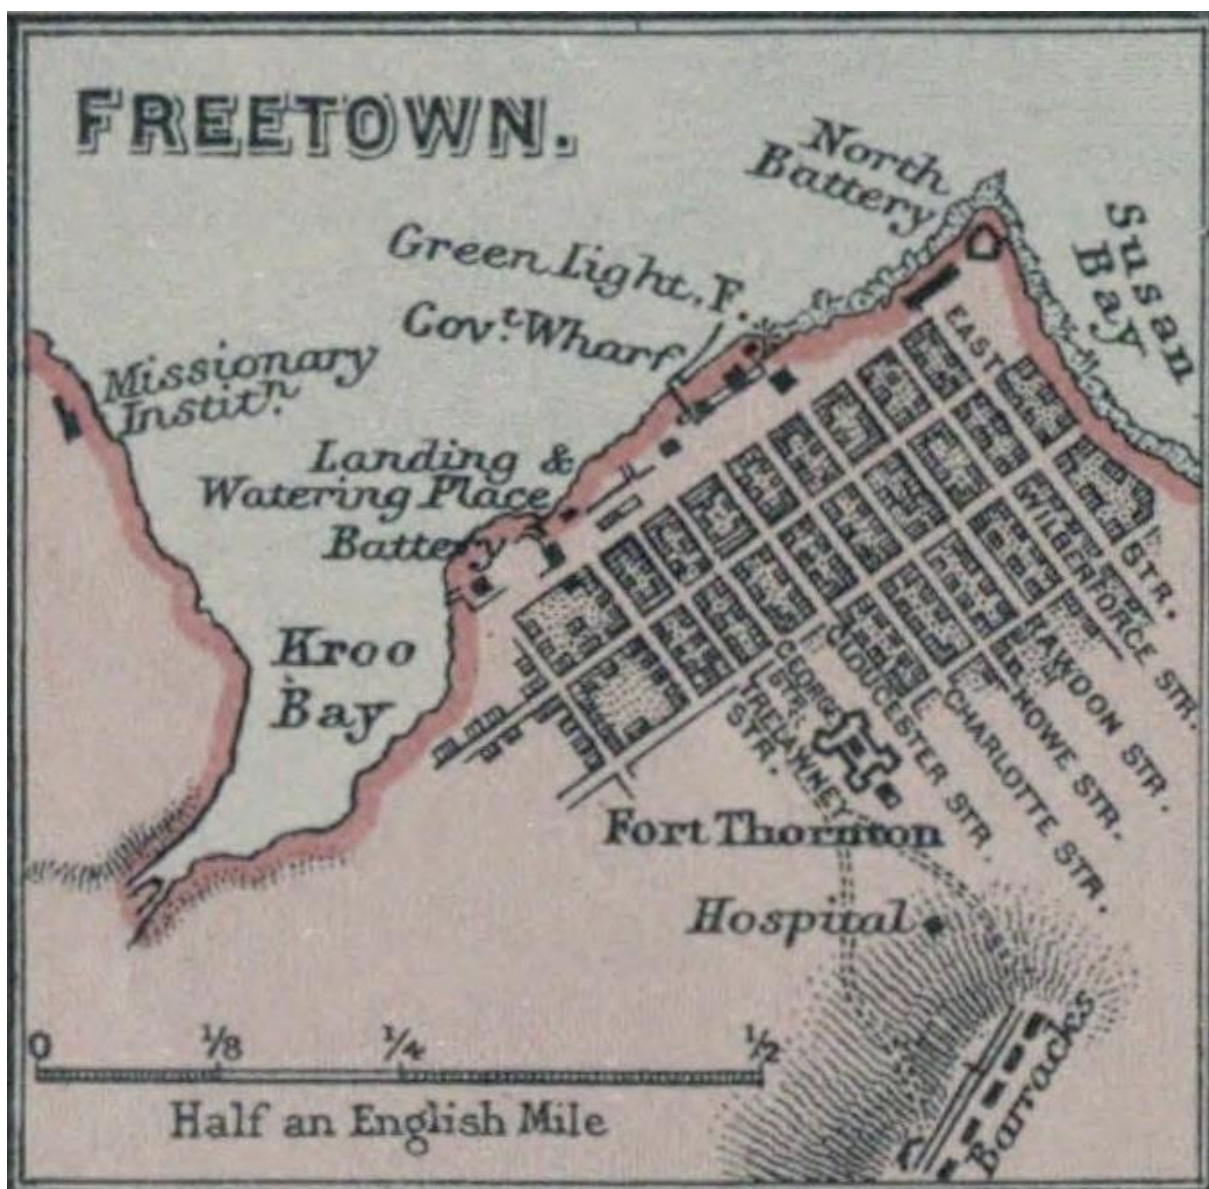 FREETOWN.
North
Battery
Susan
Bay
Green light, F.
Govt. Wharf
Missionary
Institn.
Landing &
Watering Place
Battery
Kroo
Bay
EAST
STR.
WILBERFORCE STR.
RAWDON STR.
HOWE STR.
CHARLOTTE STR.
GLOUCESTER STR.
GEORGE
STR.
TRELAWNEY
STR.
Fort Thornton
Hospital
Barracks
0 1/8 1/4 1/2
Half an English Mile